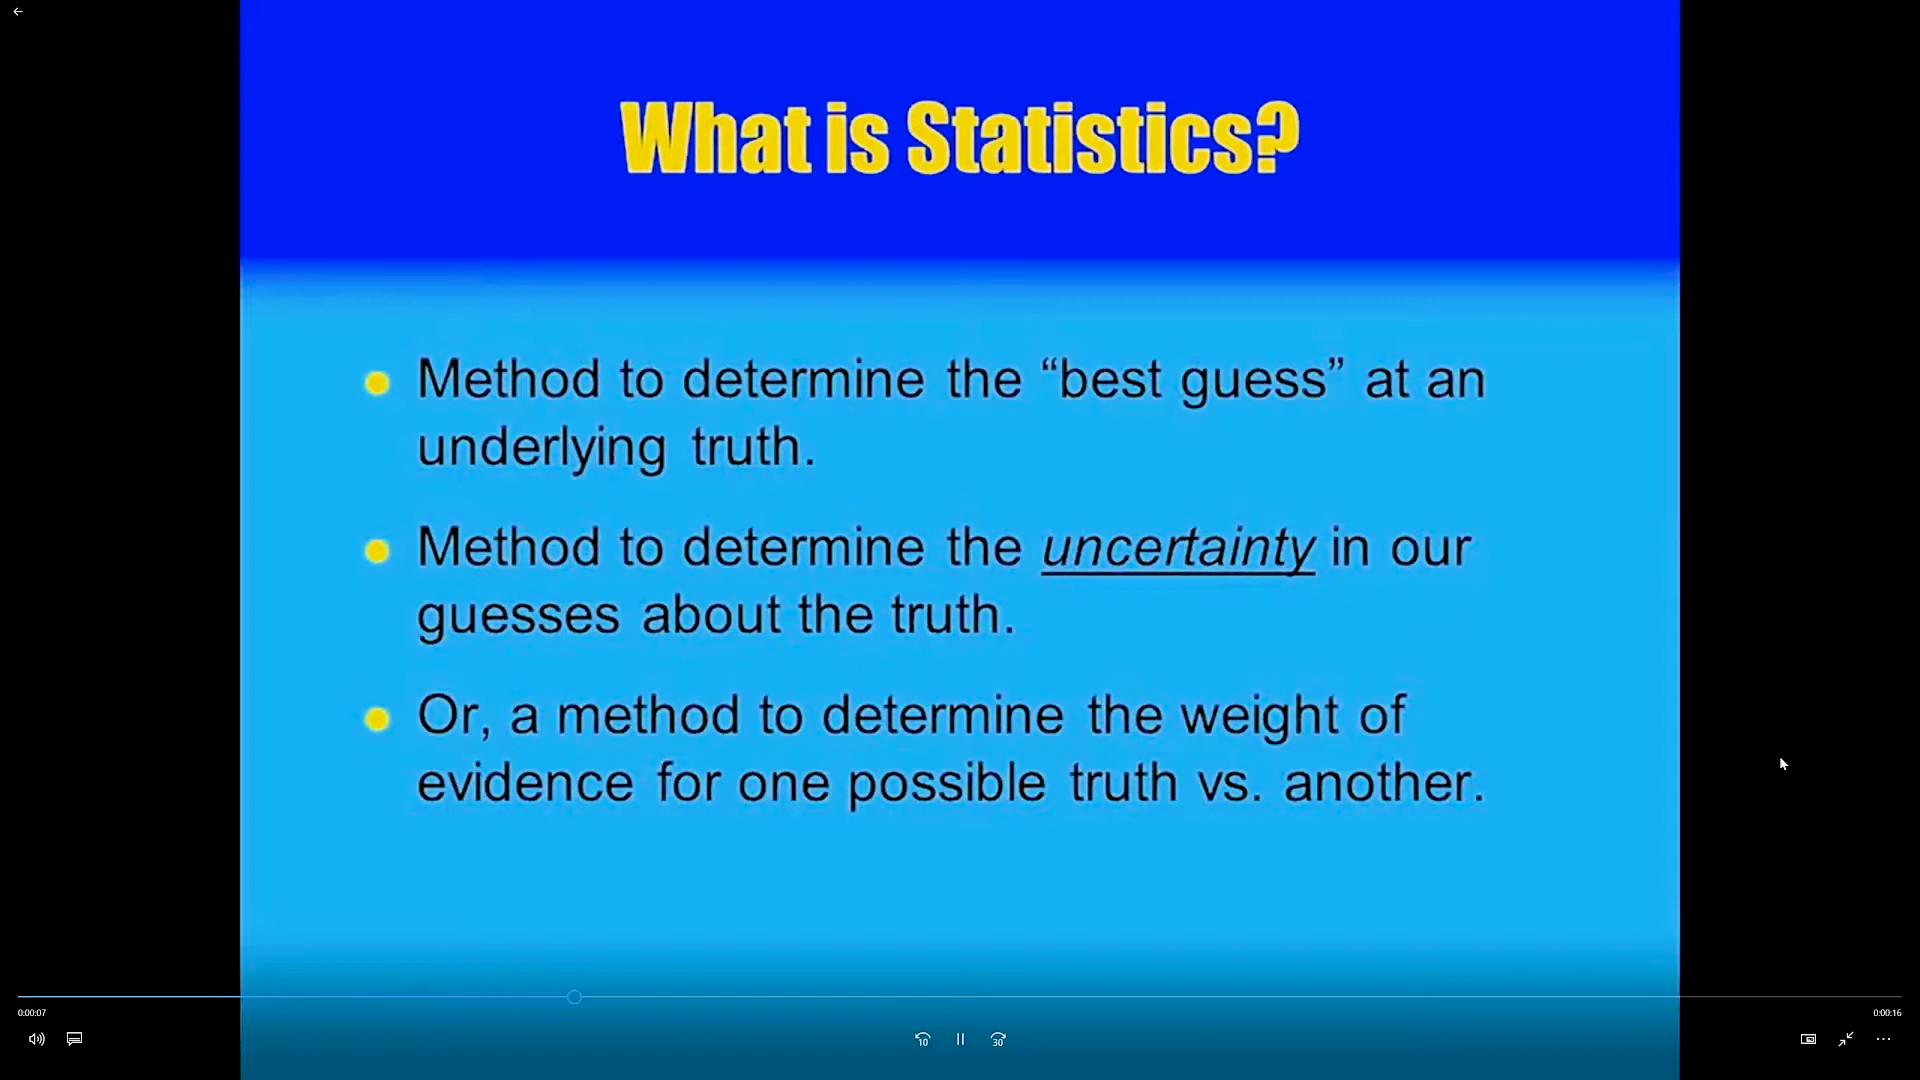 What is Statistics?
Method to determine the “best guess” at an
underlying truth.
Method to determine the uncertainty in our
guesses about the truth.
Or, a method to determine the weight of
evidence for one possible truth vs. another.
0:00:07
0:00:16
10
30